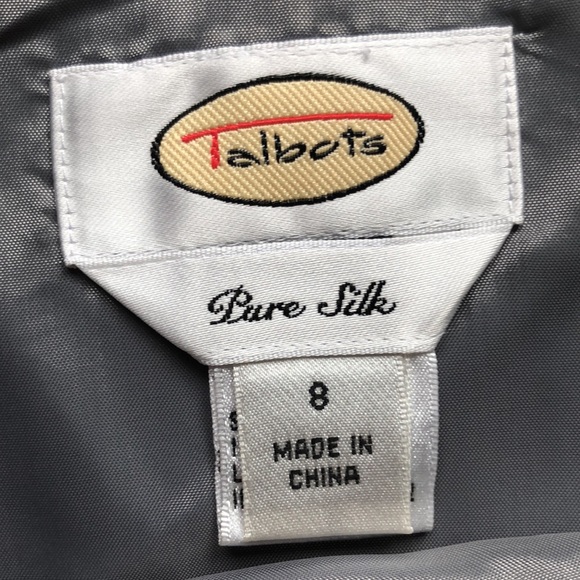 Talbots
Pure Silk
8
MADE IN
CHINA